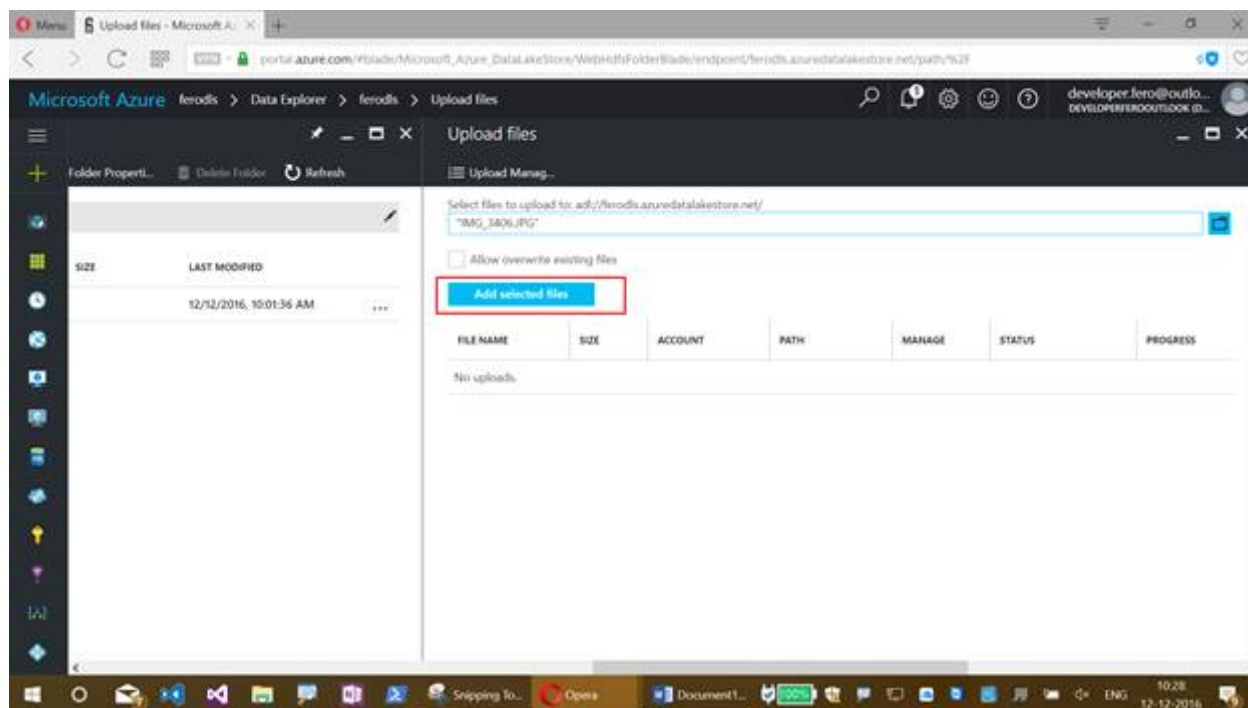 Menu
Upload files - Microsoft A
portal.azure.com/#blade/Microsoft_Azure_DataLakeStore/WebHdfsFolderBlade/endpoint/ferodls.azuredatalakestore.net/path/%2F
Microsoft Azure ferodls > Data Explorer > ferodls > Upload files
developer.fero@outlo...
DEVELOPERFEROOUTLOOK (D...
Upload files
Folder Properti...
Delete Folder
Refresh
Upload Manag...
Select files to upload to: adl://ferodls.azuredatalakestore.net/
"IMG_3406.JPG"
Allow overwrite existing files
SIZE
LAST MODIFIED
Add selected files
12/12/2016, 10:01:36 AM
...
FILE NAME
SIZE
ACCOUNT
PATH
MANAGE
STATUS
PROGRESS
No uploads.
Snipping To...
Opera
Document1...
100%
ENG
10:28
12-12-2016